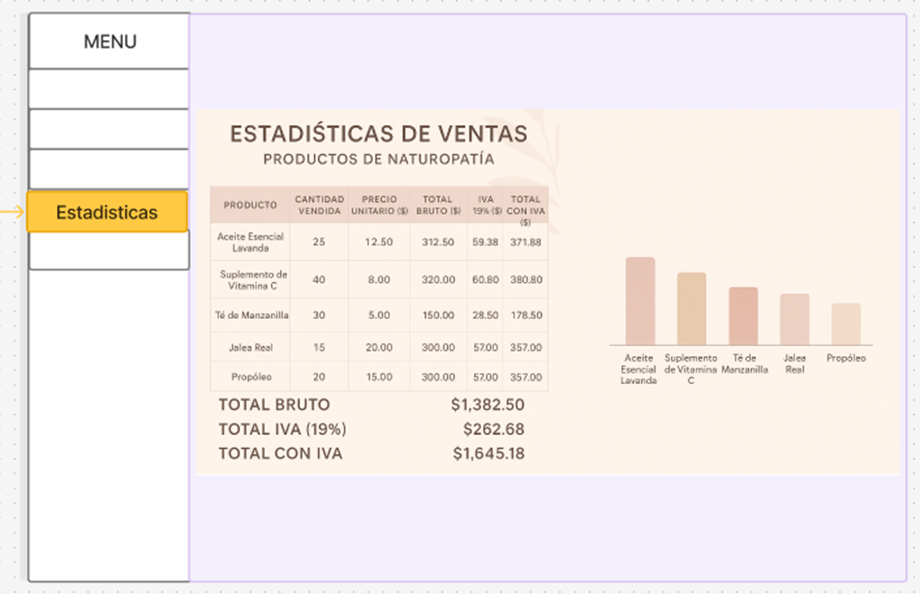 MENU
Estadisticas
ESTADIŚTICAS DE VENTAS
PRODUCTOS DE NATUROPATÍA
PRODUCTO
CANTIDAD
VENDIDA
PRECIO
UNITARIO ($)
TOTAL
BRUTO ($)
IVA
19% ($)
TOTAL
CON IVA
($)
Aceite Esencial
Lavanda
25
12.50
312.50
59.38
371.88
Suplemento de
Vitamina C
40
8.00
320.00
60.80
380.80
Té de Manzanilla
30
5.00
150.00
28.50
178.50
Jalea Real
15
20.00
300.00
57.00
357.00
Propóleo
20
15.00
300.00
57.00
357.00
TOTAL BRUTO $1,382.50
TOTAL IVA (19%) $262.68
TOTAL CON IVA $1,645.18
Aceite
Esencial
Lavanda
Suplemento
de Vitamina
C
Té de
Manzanilla
Jalea
Real
Propóleo